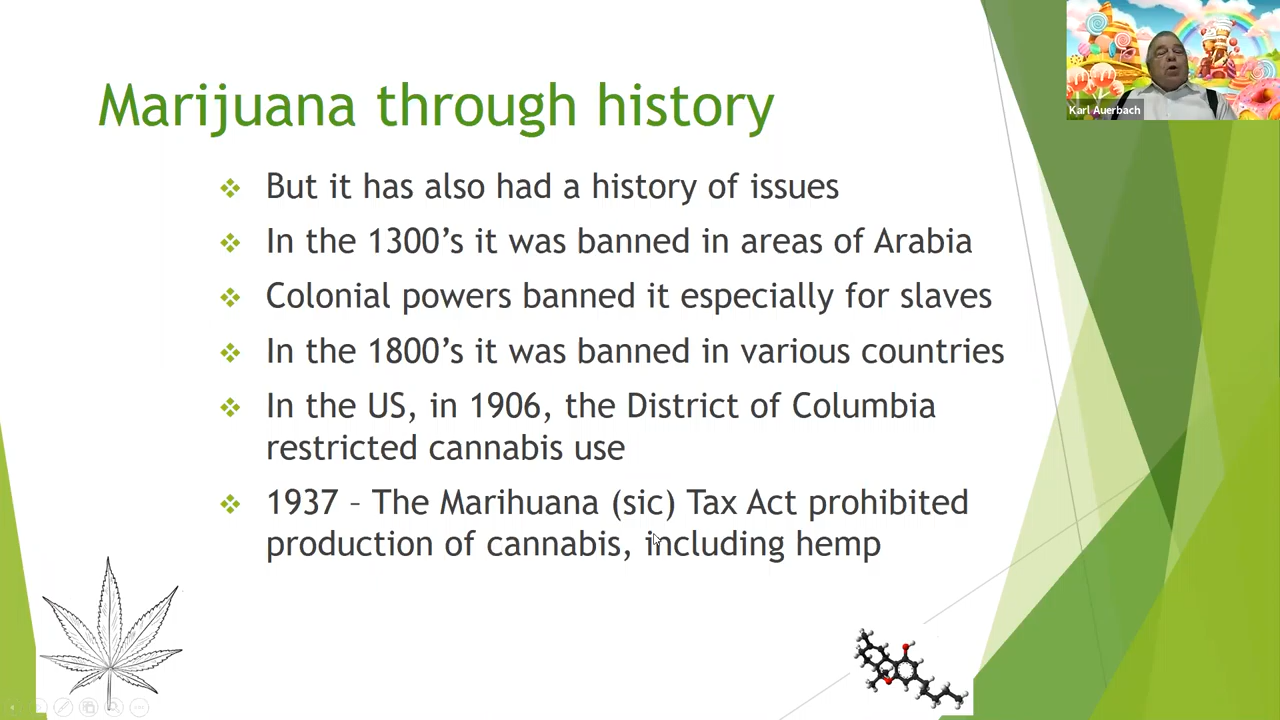 Karl Auerbach
Marijuana through history
But it has also had a history of issues
In the 1300’s it was banned in areas of Arabia
Colonial powers banned it especially for slaves
In the 1800’s it was banned in various countries
In the US, in 1906, the District of Columbia
restricted cannabis use
1937 – The Marihuana (sic) Tax Act prohibited
production of cannabis, including hemp